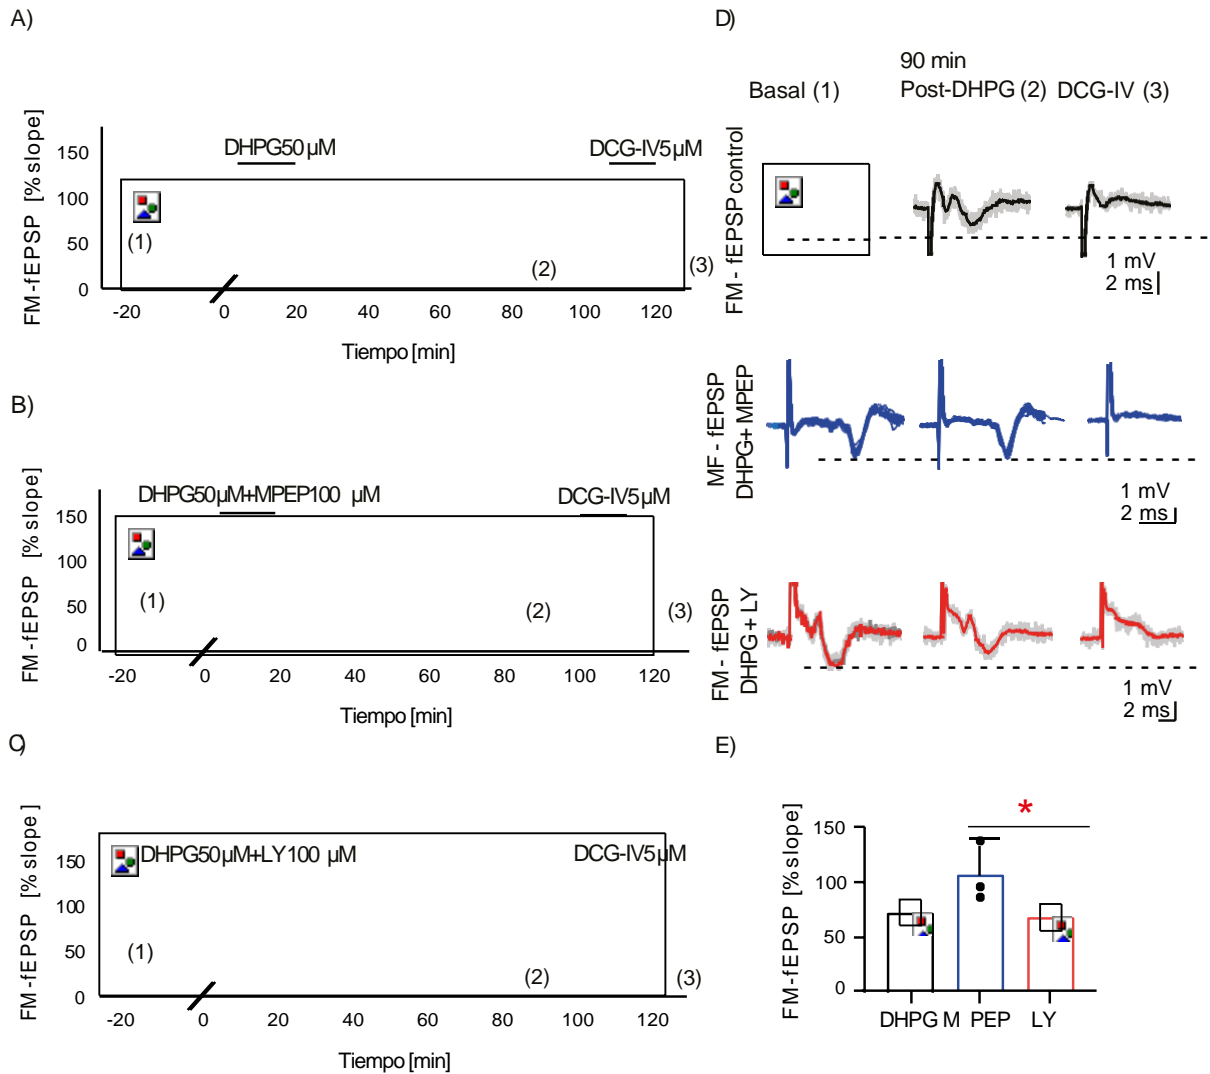 A)
FM-fEPSP [% slope]
150
100
50
0
DHPG50 µM
DCG-IV5 µM
(1)
(2)
(3)
-20 0 20 40 60 80 100 120
Tiempo [min]
B)
FM-fEPSP [% slope]
150
100
50
0
DHPG50µM+MPEP100 µM
DCG-IV5µM
(1)
(2)
(3)
-20 0 20 40 60 80 100 120
Tiempo [min]
C)
FM-fEPSP [% slope]
150
100
50
0
DHPG50µM+LY100 µM
DCG-IV5µM
(1)
(2)
(3)
-20 0 20 40 60 80 100 120
Tiempo [min]
D)
Basal (1)
90 min
Post-DHPG (2)
DCG-IV (3)
FM - fEPSP control
1 mV
2 ms
MF - fEPSP
DHPG+ MPEP
1 mV
2 ms
FM - fEPSP
DHPG + LY
1 mV
2 ms
E)
FM-fEPSP [% slope]
150
100
50
0
*
DHPG M PEP LY